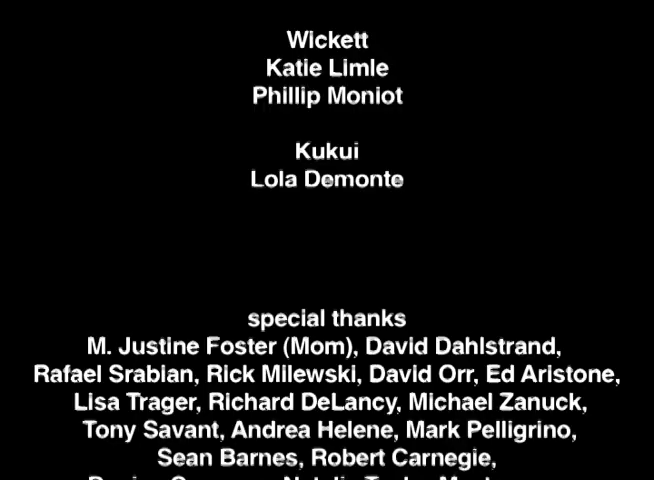 Wickett
Katie Limle
Phillip Moniot
Kukui
Lola Demonte
special thanks
M. Justine Foster (Mom), David Dahlstrand,
Rafael Srabian, Rick Milewski, David Orr, Ed Aristone,
Lisa Trager, Richard DeLancy, Michael Zanuck,
Tony Savant, Andrea Helene, Mark Pelligrino,
Sean Barnes, Robert Carnegie,